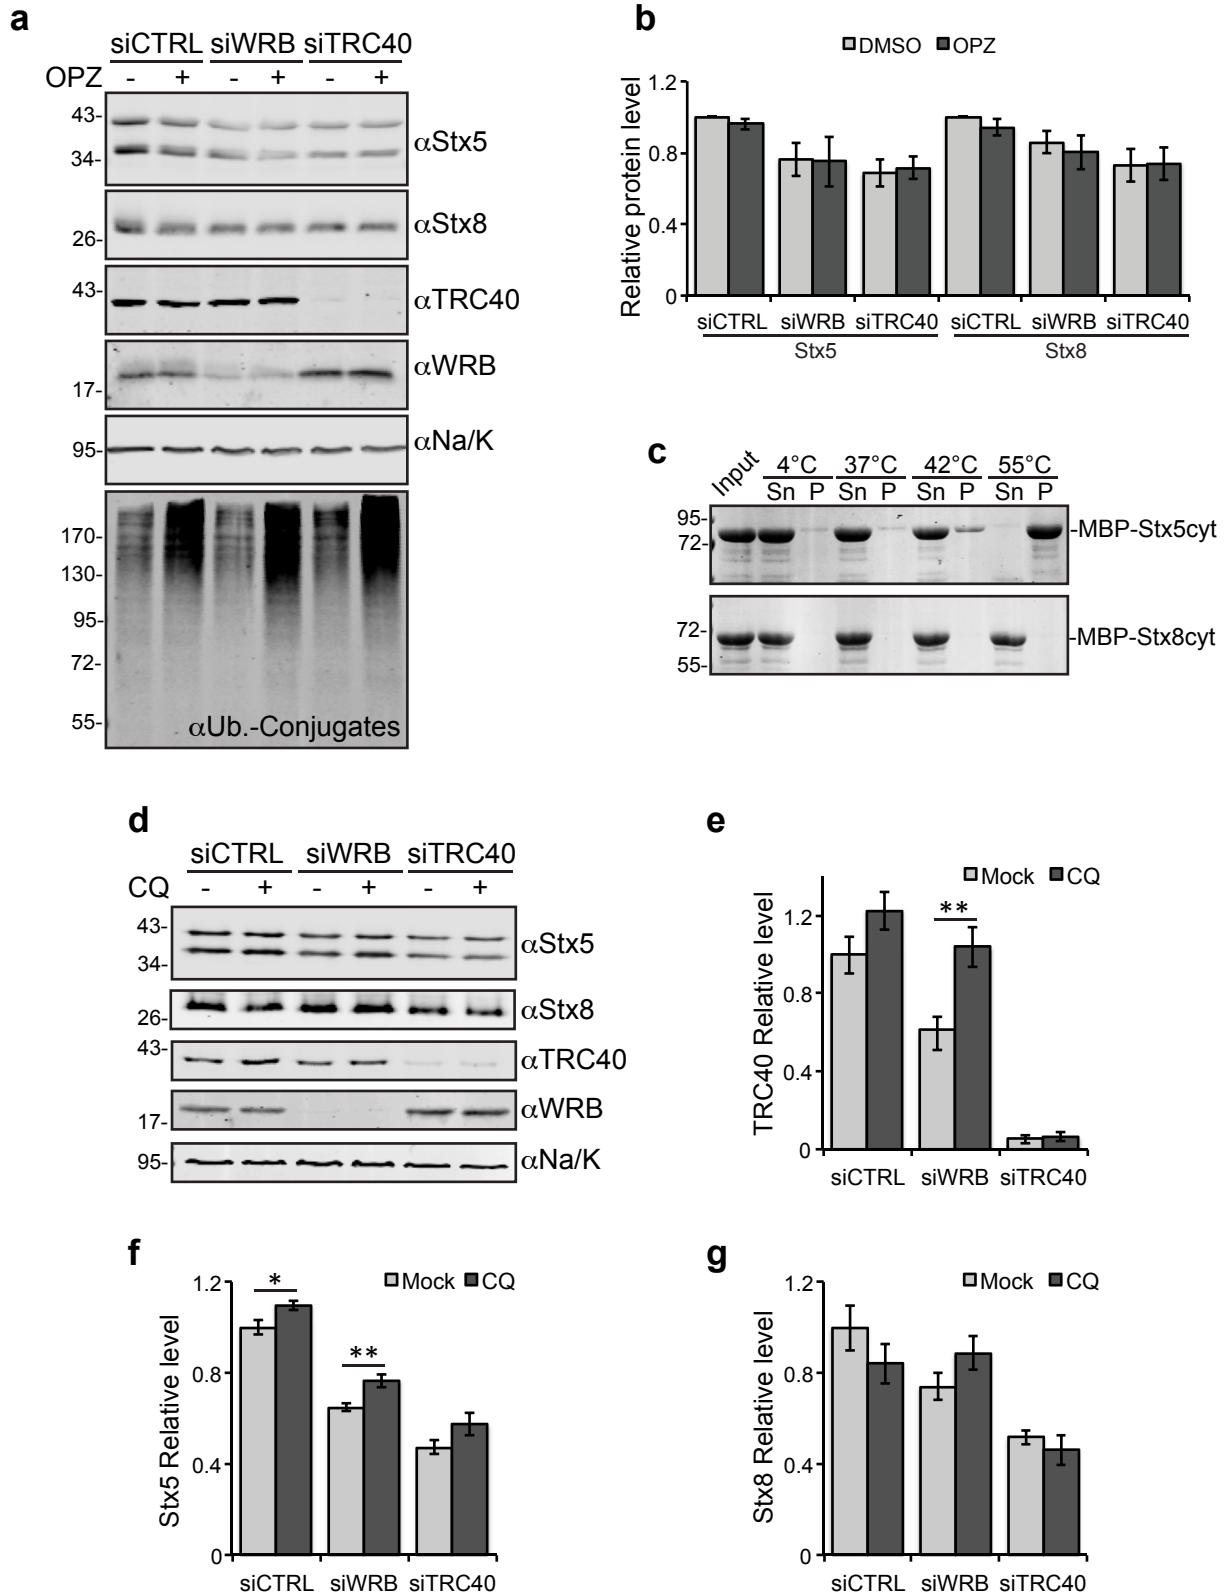 a
siCTRL siWRB siTRC40
OPZ - + - + - +
43-
34-
αStx5
26-
αStx8
43-
αTRC40
17-
αWRB
95-
αNa/K
170-
130-
95-
72-
55-
αUb.-Conjugates
b
DMSO OPZ
Relative protein level
1.2
0.8
0.4
0
siCTRL siWRB siTRC40 siCTRL siWRB siTRC40
Stx5 Stx8
c
Input 4°C 37°C 42°C 55°C
Sn P Sn P Sn P Sn P
95-
72-
-MBP-Stx5cyt
72-
55-
-MBP-Stx8cyt
d
siCTRL siWRB siTRC40
CQ - + - + - +
43-
34-
αStx5
26-
αStx8
43-
αTRC40
17-
αWRB
95-
αNa/K
e
Mock CQ
TRC40 Relative level
1.2
0.8
0.4
0
**
siCTRL siWRB siTRC40
f
Mock CQ
Stx5 Relative level
1.2
0.8
0.4
0
*
**
siCTRL siWRB siTRC40
g
Mock CQ
Stx8 Relative level
1.2
0.8
0.4
0
siCTRL siWRB siTRC40